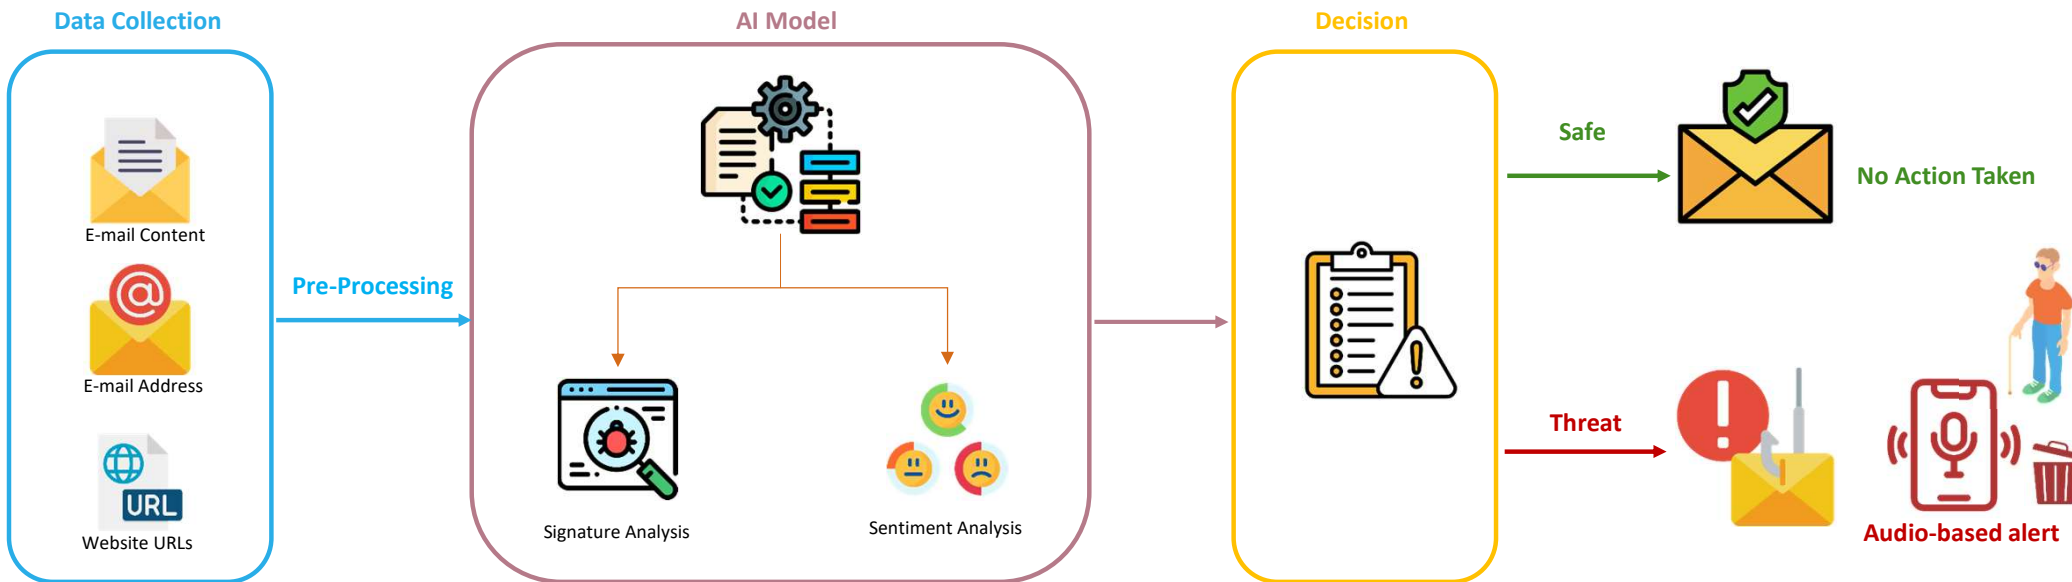 Data Collection
E-mail Content
@
E-mail Address
URL
Website URLs
Pre-Processing
AI Model
Signature Analysis
Sentiment Analysis
Decision
Safe
No Action Taken
Threat
Audio-based alert